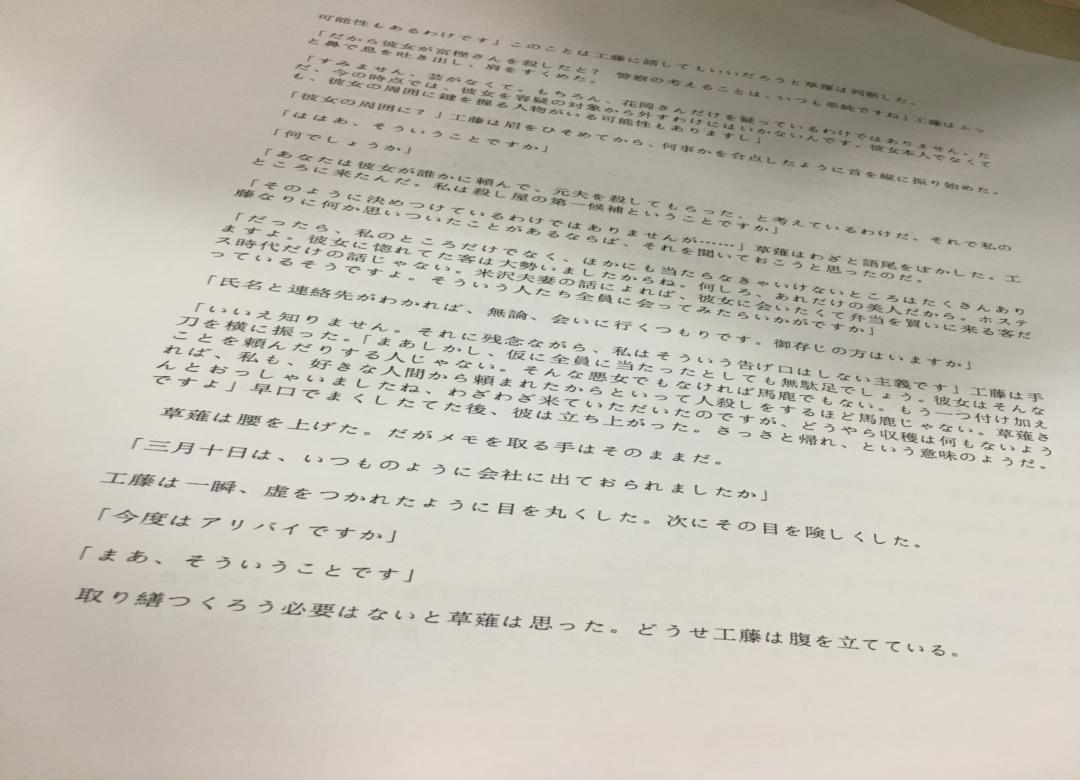 可能性もあるわけです」このことは工藤に話してもいいだろうと草薙は判断した。
「だから彼女が富樫さんを殺したと？　警察の考えることは、いつも単純ですね」工藤はふっ
と鼻で息を吐き出し、肩をすくめた。
「すみません、芸がなくて。もちろん、花岡さんだけを疑っているわけではありません。た
だ、今の時点では、彼女を容疑の対象から外すわけにはいかないんです。彼女本人でなくて
も、彼女の周囲に鍵を握る人物がいる可能性もありますし」
「彼女の周囲に？」工藤は眉をひそめてから、何事かを合点したように首を縦に振り始めた。
「ははあ、そういうことですか」
「何でしょうか」
「あなたは彼女が誰かに頼んで、元夫を殺してもらった、と考えているわけだ。それで私の
ところに来たんだ。私は殺し屋の第一候補ということですか」
「そのように決めつけているわけではありませんが……」草薙はわざと語尾をぼかした。工
藤なりに何か思いついたことがあるならば、それを聞いておこうと思ったのだ。
「だったら、私のところだけでなく、ほかにも当たらなきゃいけないところはたくさんあり
ますよ。彼女に惚れてた客は大勢いましたからね。何しろ、あれだけの美人だから。ホステ
ス時代だけの話じゃない。米沢夫妻の話によれば、彼女に会いたくて弁当を買いに来る客だ
っているそうですよ。そういう人たち全員に会ってみたらいかがですか」
「氏名と連絡先がわかれば、無論、会いに行くつもりです。御存じの方はいますか」
「いいえ知りません。それに残念ながら、私はそういう告げ口はしない主義です」工藤は手
刀を横に振った。「まあしかし、仮に全員に当たったとしても無駄足でしょう。彼女はそんな
ことを頼んだりする人じゃない。そんな悪女でもなければ馬鹿でもない。もう一つ付け加え
れば、私も、好きな人間から頼まれたからといって人殺しをするほど馬鹿じゃない。草薙さ
んとおっしゃいましたね、わざわざ来ていただいたのですが、どうやら収穫は何もないよう
ですよ」早口でまくしたてた後、彼は立ち上がった。さっさと帰れ、という意味のようだ。
草薙は腰を上げた。だがメモを取る手はそのままだ。
「三月十日は、いつものように会社に出ておられましたか」
工藤は一瞬、虚をつかれたように目を丸くした。次にその目を険しくした。
「今度はアリバイですか」
「まあ、そういうことです」
取り繕つくろう必要はないと草薙は思った。どうせ工藤は腹を立てている。